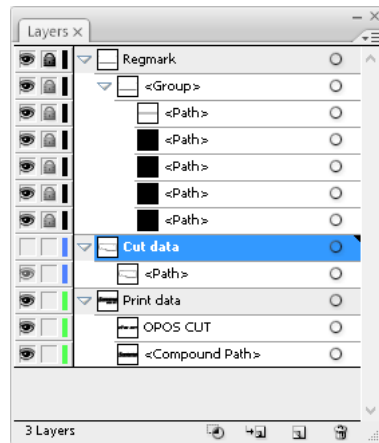 Layers ×
Regmark
<Group>
<Path>
<Path>
<Path>
<Path>
<Path>
Cut data
<Path>
Print data
OPOS CUT
<Compound Path>
3 Layers